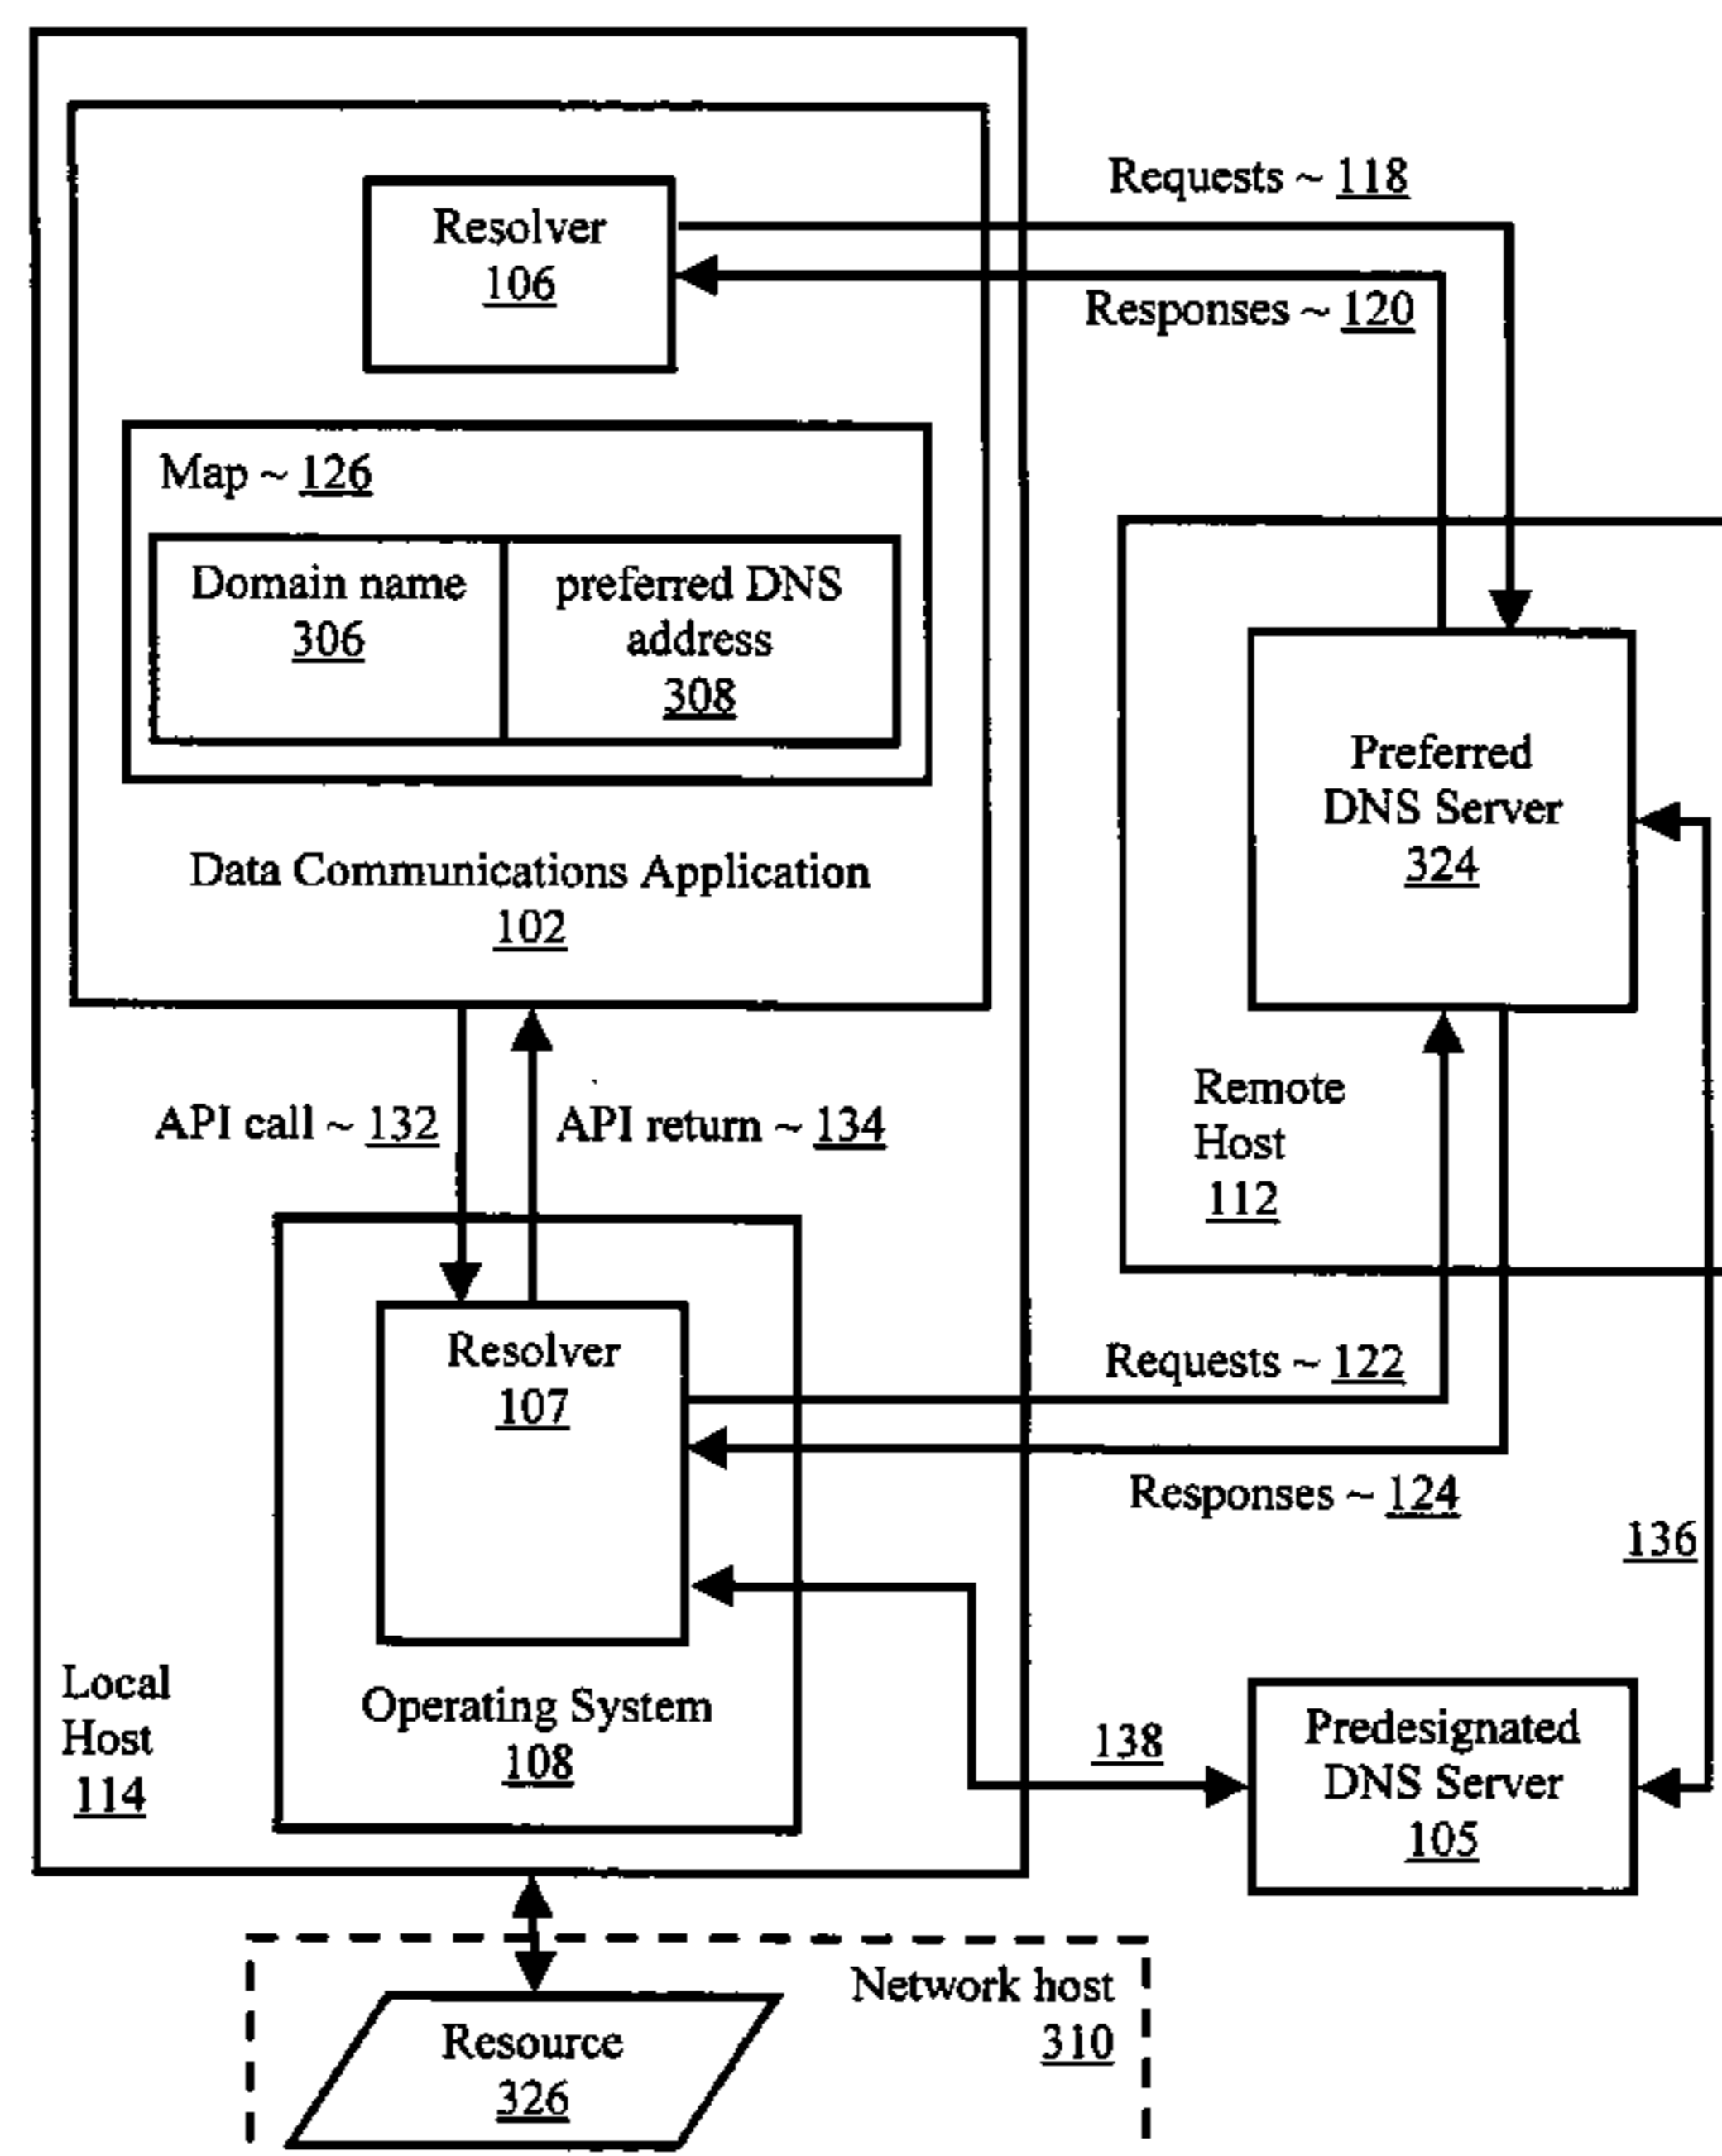 Requests ~ 118
Resolver
106
Responses ~ 120
Map ~ 126
Domain name
306
preferred DNS
address
308
Preferred
DNS Server
324
Data Communications Application
102
Remote
Host
112
API call ~ 132
API return ~ 134
Resolver
107
Requests ~ 122
Responses ~ 124
136
Local
Host
114
Operating System
108
138
Predesignated
DNS Server
105
Network host
310
Resource
326